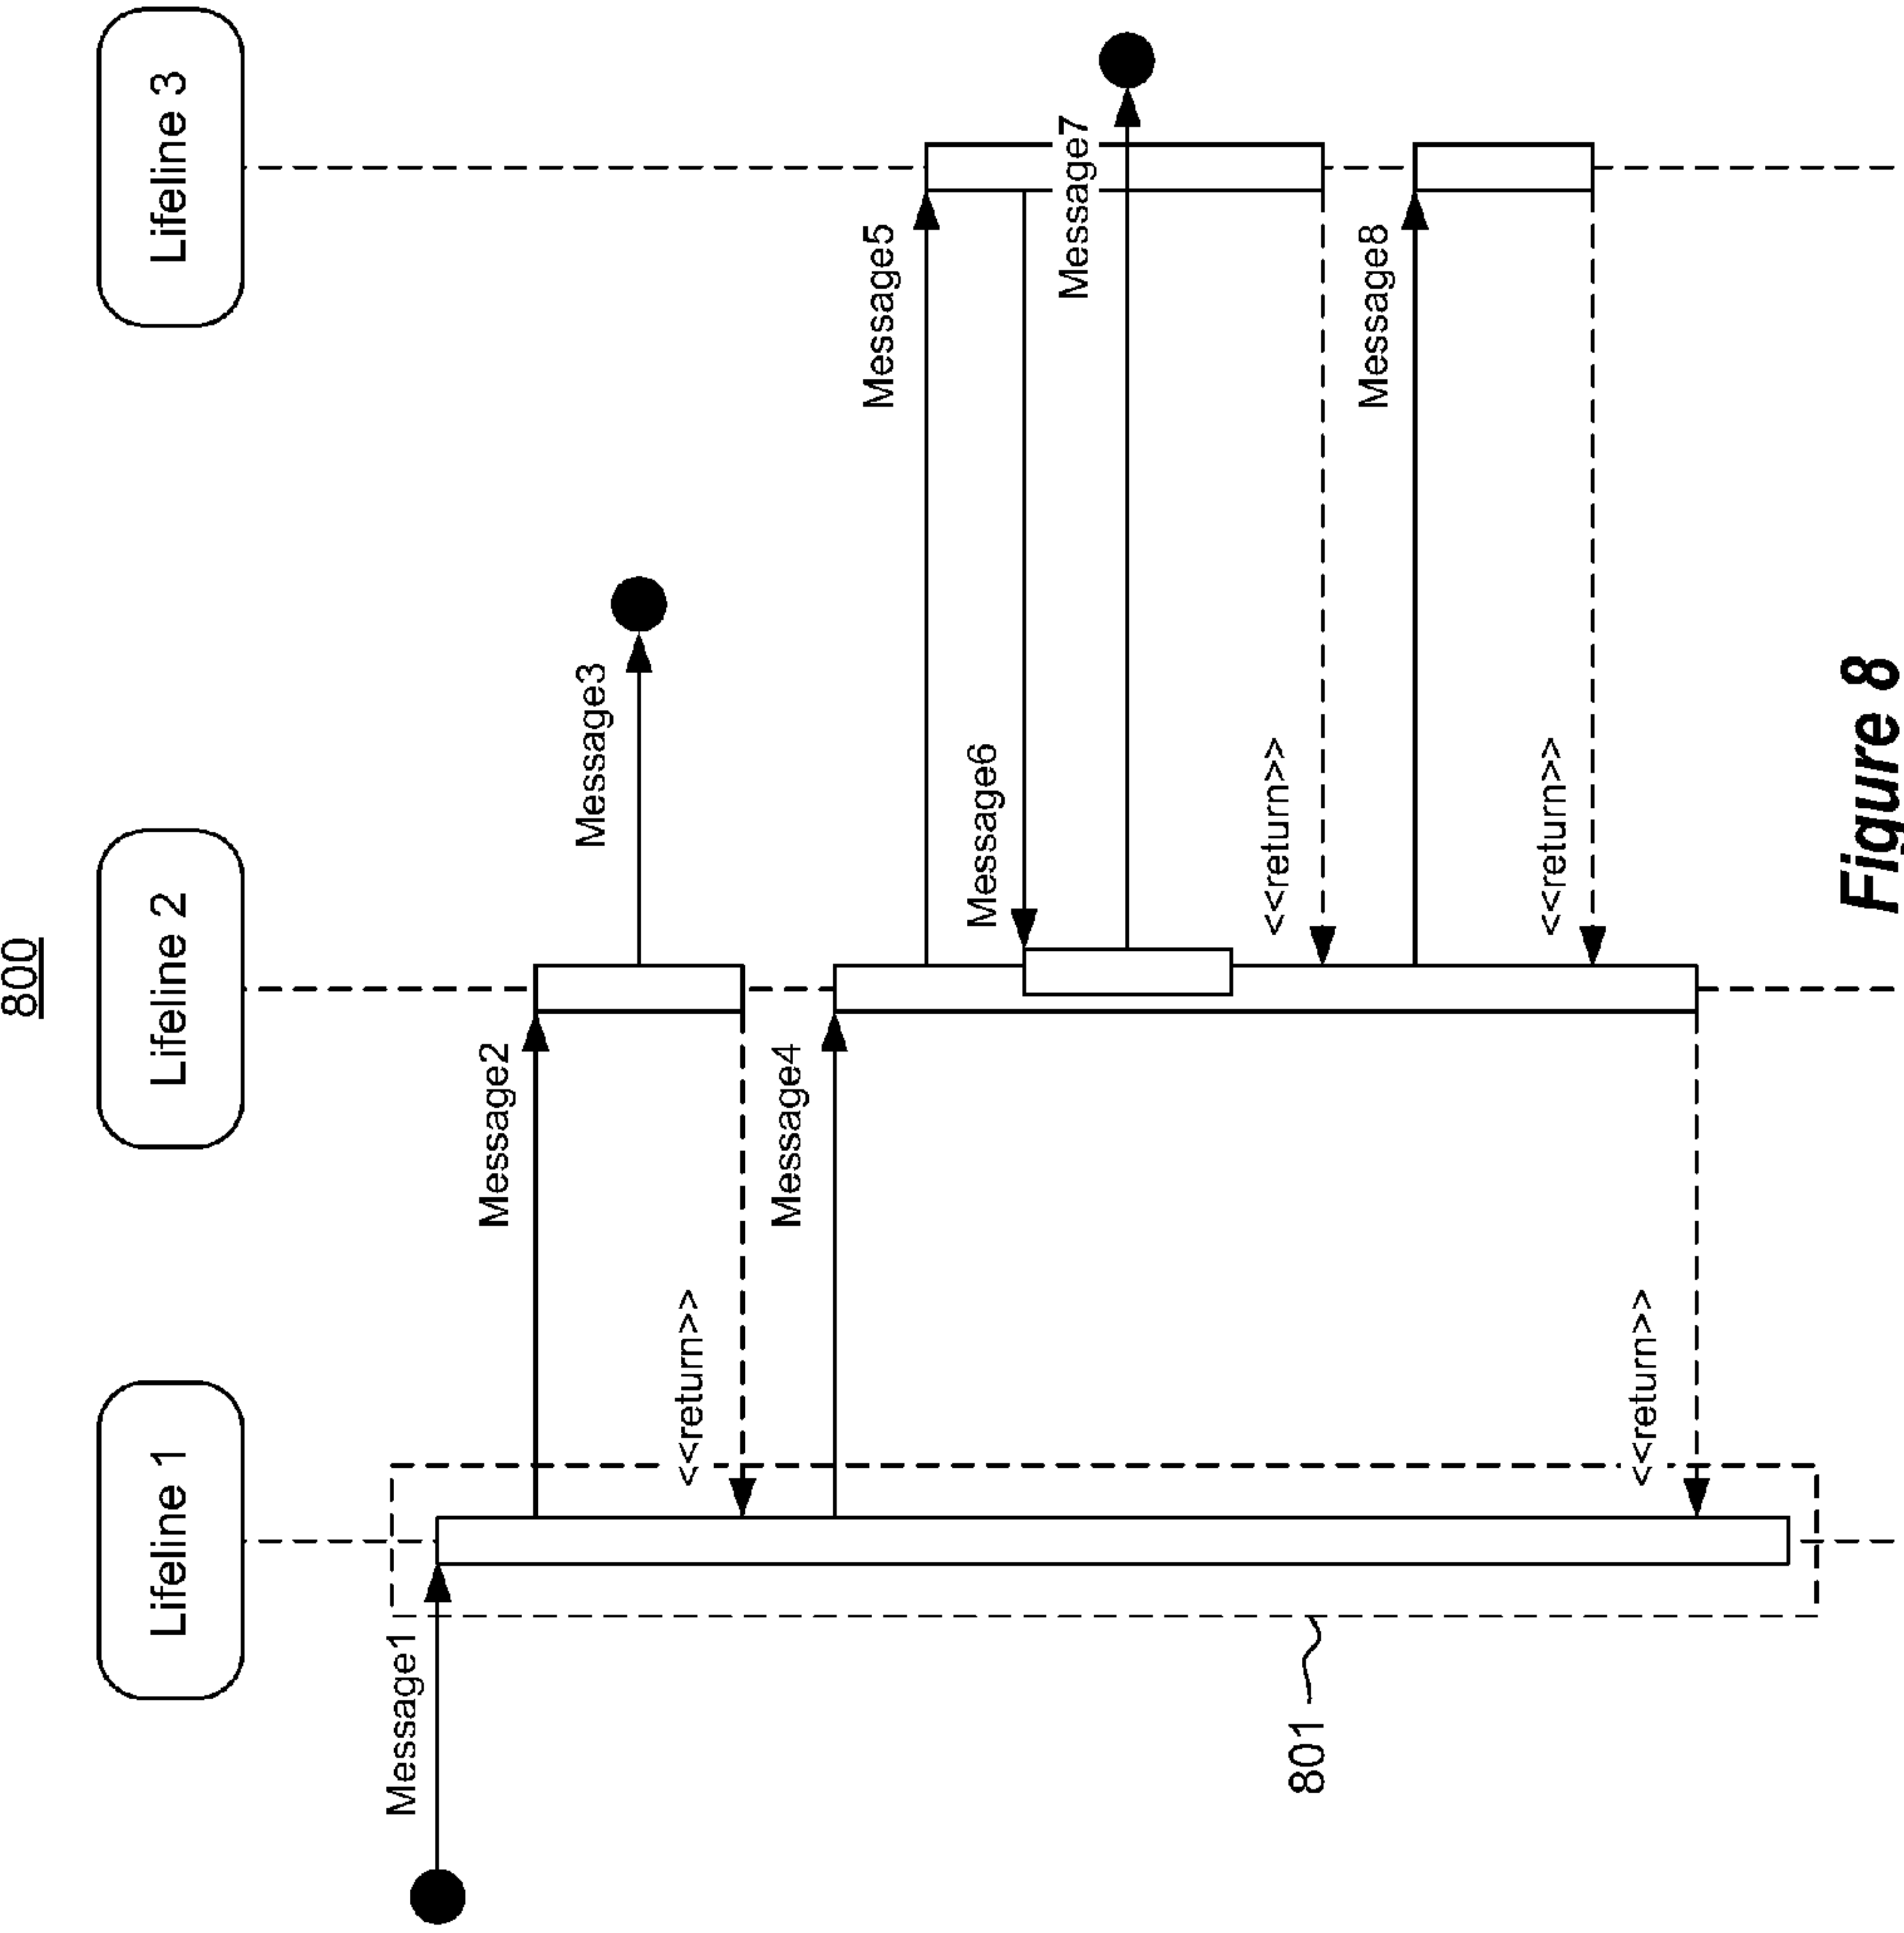 800
Lifeline 1
Lifeline 2
Lifeline 3
Message1
Message2
Message3
<<return>>
Message4
Message5
Message6
Message7
<<return>>
Message8
<<return>>
<<return>>
801
Figure 8